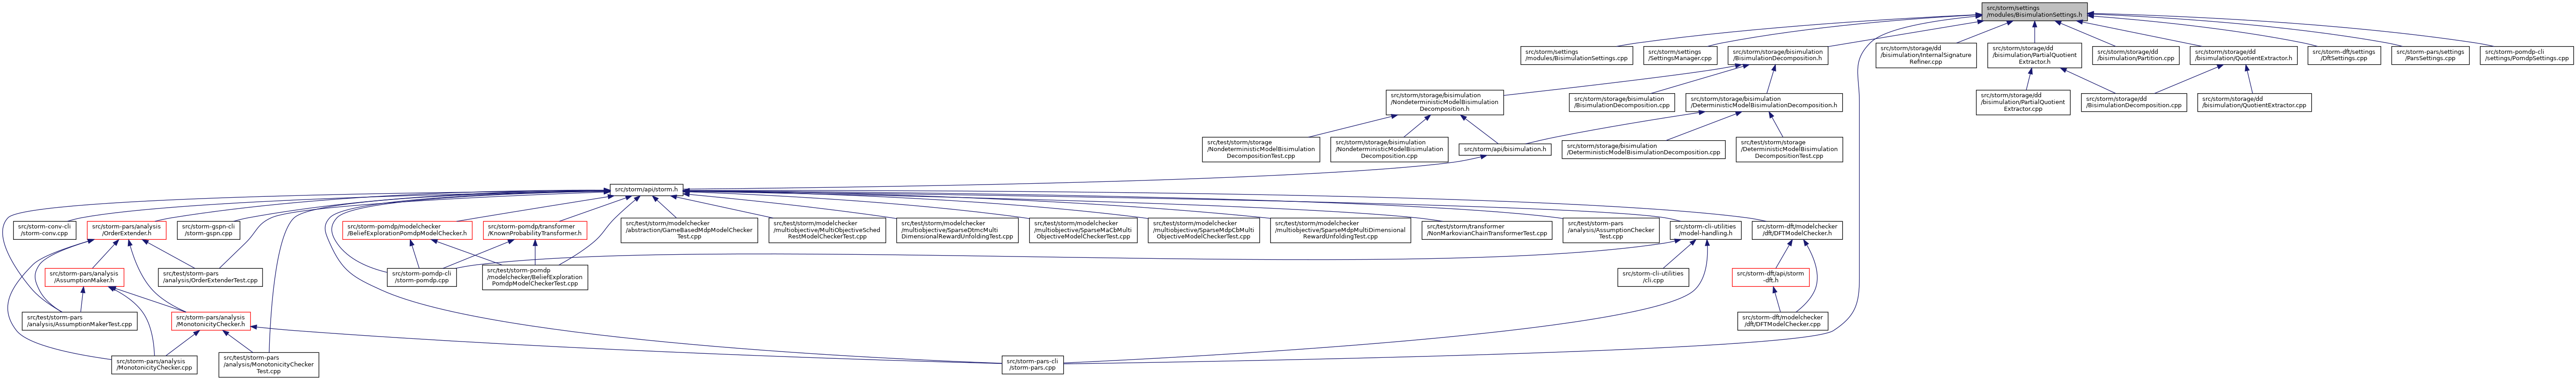 src/storm/settings
/modules/BisimulationSettings.h
src/storm/settings
/modules/BisimulationSettings.cpp
src/storm/settings
/SettingsManager.cpp
src/storm/storage/bisimulation
/BisimulationDecomposition.h
src/storm/storage/dd
/bisimulation/InternalSignature
Refiner.cpp
src/storm/storage/dd
/bisimulation/PartialQuotient
Extractor.h
src/storm/storage/dd
/bisimulation/Partition.cpp
src/storm/storage/dd
/bisimulation/QuotientExtractor.h
src/storm-dft/settings
/DftSettings.cpp
src/storm-pars/settings
/ParsSettings.cpp
src/storm-pomdp-cli
/settings/PomdpSettings.cpp
src/storm/storage/bisimulation
/NondeterministicModelBisimulation
Decomposition.h
src/storm/storage/bisimulation
/BisimulationDecomposition.cpp
src/storm/storage/bisimulation
/DeterministicModelBisimulationDecomposition.h
src/storm/storage/dd
/bisimulation/PartialQuotient
Extractor.cpp
src/storm/storage/dd
/BisimulationDecomposition.cpp
src/storm/storage/dd
/bisimulation/QuotientExtractor.cpp
src/test/storm/storage
/NondeterministicModelBisimulation
DecompositionTest.cpp
src/storm/storage/bisimulation
/NondeterministicModelBisimulation
Decomposition.cpp
src/storm/api/bisimulation.h
src/storm/storage/bisimulation
/DeterministicModelBisimulationDecomposition.cpp
src/test/storm/storage
/DeterministicModelBisimulation
DecompositionTest.cpp
src/storm/api/storm.h
src/storm-conv-cli
/storm-conv.cpp
src/storm-pars/analysis
/OrderExtender.h
src/storm-gspn-cli
/storm-gspn.cpp
src/storm-pomdp/modelchecker
/BeliefExplorationPomdpModelChecker.h
src/storm-pomdp/transformer
/KnownProbabilityTransformer.h
src/test/storm/modelchecker
/abstraction/GameBasedMdpModelChecker
Test.cpp
src/test/storm/modelchecker
/multiobjective/MultiObjectiveSched
RestModelCheckerTest.cpp
src/test/storm/modelchecker
/multiobjective/SparseDtmcMulti
DimensionalRewardUnfoldingTest.cpp
src/test/storm/modelchecker
/multiobjective/SparseMaCbMulti
ObjectiveModelCheckerTest.cpp
src/test/storm/modelchecker
/multiobjective/SparseMdpCbMulti
ObjectiveModelCheckerTest.cpp
src/test/storm/modelchecker
/multiobjective/SparseMdpMultiDimensional
RewardUnfoldingTest.cpp
src/test/storm/transformer
/NonMarkovianChainTransformerTest.cpp
src/test/storm-pars
/analysis/AssumptionChecker
Test.cpp
src/storm-cli-utilities
/model-handling.h
src/storm-dft/modelchecker
/dft/DFTModelChecker.h
src/storm-pars/analysis
/AssumptionMaker.h
src/test/storm-pars
/analysis/OrderExtenderTest.cpp
src/storm-pomdp-cli
/storm-pomdp.cpp
src/test/storm-pomdp
/modelchecker/BeliefExploration
PomdpModelCheckerTest.cpp
src/storm-cli-utilities
/cli.cpp
src/storm-dft/api/storm
-dft.h
src/test/storm-pars
/analysis/AssumptionMakerTest.cpp
src/storm-pars/analysis
/MonotonicityChecker.h
src/storm-dft/modelchecker
/dft/DFTModelChecker.cpp
src/storm-pars/analysis
/MonotonicityChecker.cpp
src/test/storm-pars
/analysis/MonotonicityChecker
Test.cpp
src/storm-pars-cli
/storm-pars.cpp